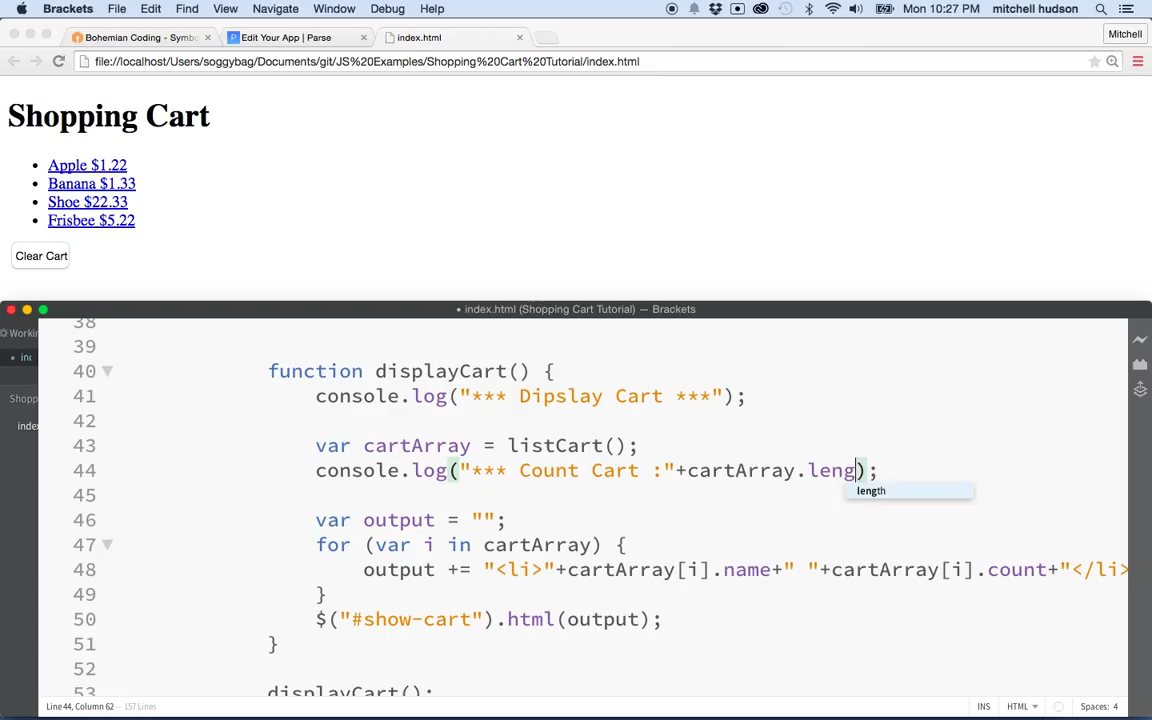 Brackets File Edit View Navigate Window Debug Help Mon 10:27 PM mitchell hudson
Bohemian Coding - Symbo Edit Your App | Parse index.html Mitchell
file://localhost/Users/soggybag/Documents/git/JS%20Examples/Shopping%20Cart%20Tutorial/index.html
Shopping Cart
• Apple $1.22
• Banana $1.33
• Shoe $22.33
• Frisbee $5.22
Clear Cart
• index.html (Shopping Cart Tutorial) — Brackets
38
Workin
39
• ind
40 function displayCart() {
41 console.log("*** Dipslay Cart ***");
Shopp
42
index
43 var cartArray = listCart();
44 console.log("*** Count Cart :"+cartArray.leng);
length
45
46 var output = "";
47 for (var i in cartArray) {
48 output += "<li>"+cartArray[i].name+" "+cartArray[i].count+"</li>
49 }
50 $("#show-cart").html(output);
51 }
52
53 displayCart();
Line 44, Column 62 — 157 Lines INS HTML Spaces: 4